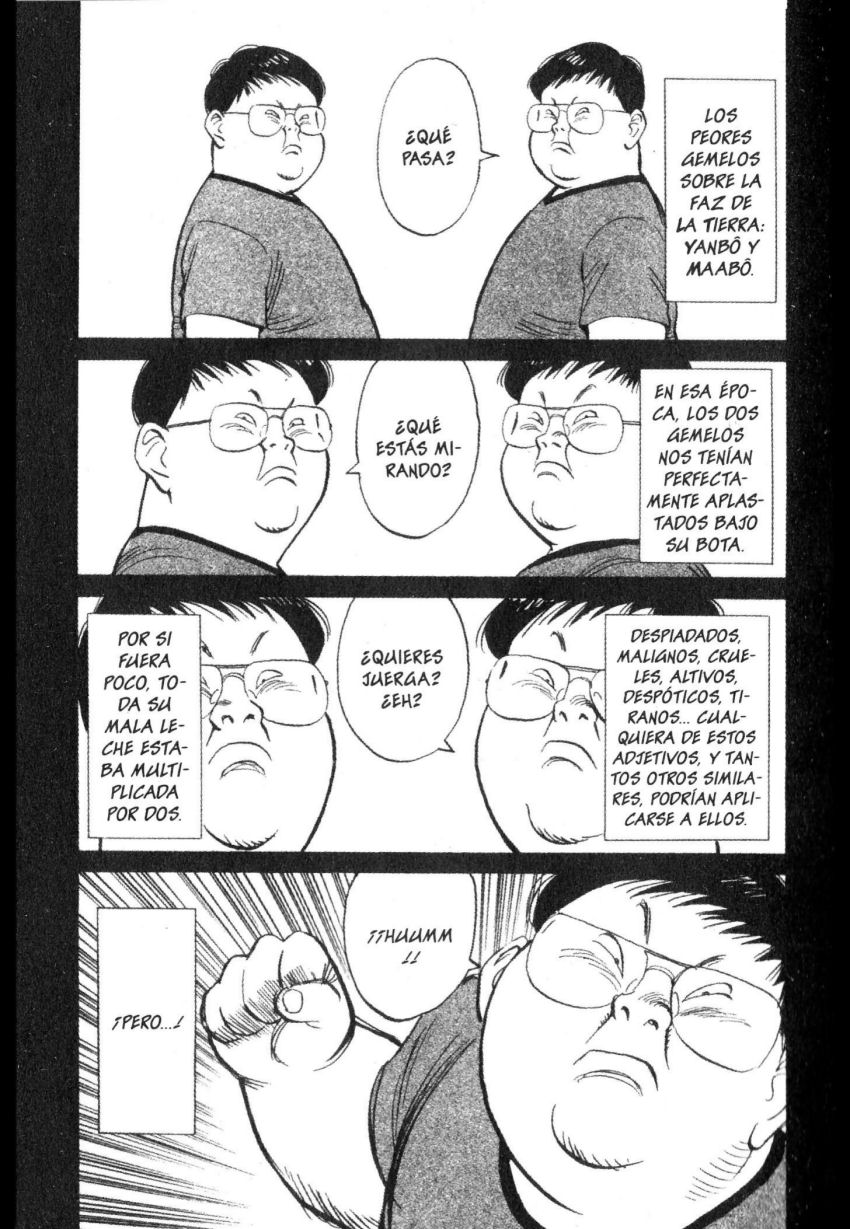 LOS
PEORES
GEMELOS
SOBRE LA
FAZ DE
LA TIERRA:
YANBÔ Y
MAABÔ.
¿QUÉ
PASA?
EN ESA ÉPO-
CA, LOS DOS
GEMELOS
NOS TENÍAN
PERFECTA-
MENTE APLAS-
TADOS BAJO
SU BOTA.
¿QUÉ
ESTÁS MI-
RANDO?
DESPIADADOS,
MALIGNOS, CRUE-
LES, ALTIVOS,
DESPÓTICOS, TI-
RANOS... CUAL-
QUIERA DE ESTOS
ADJETIVOS, Y TAN-
TOS OTROS SIMILA-
RES, PODRÍAN APLI-
CARSE A ELLOS.
¿QUIERES
JUERGA?
¿EH?
POR SI
FUERA
POCO, TO-
DA SU
MALA LE-
CHE ESTA-
BA MULTI-
PLICADA
POR DOS.
¡¡HUUMM
!!
¡PERO...!